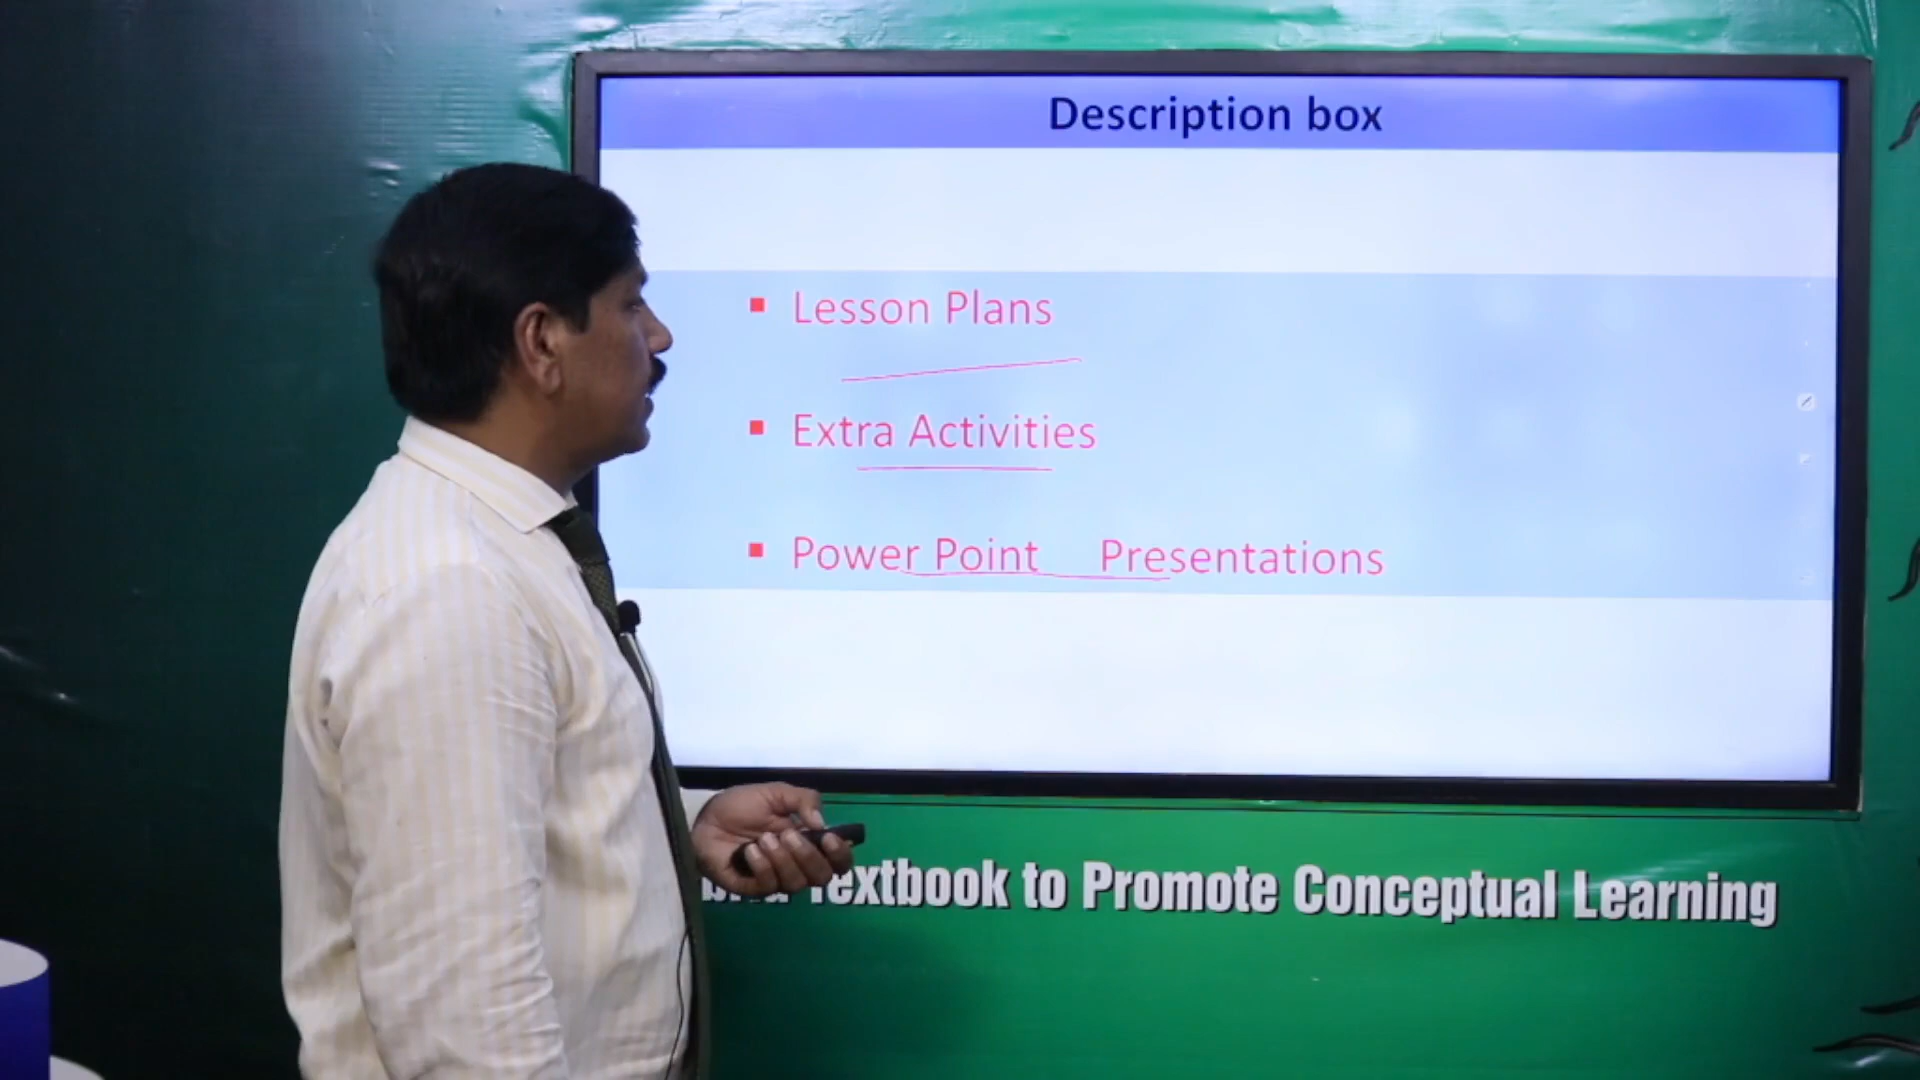 Description box
▪ Lesson Plans
▪ Extra Activities
▪ Power Point Presentations
Textbook to Promote Conceptual Learning